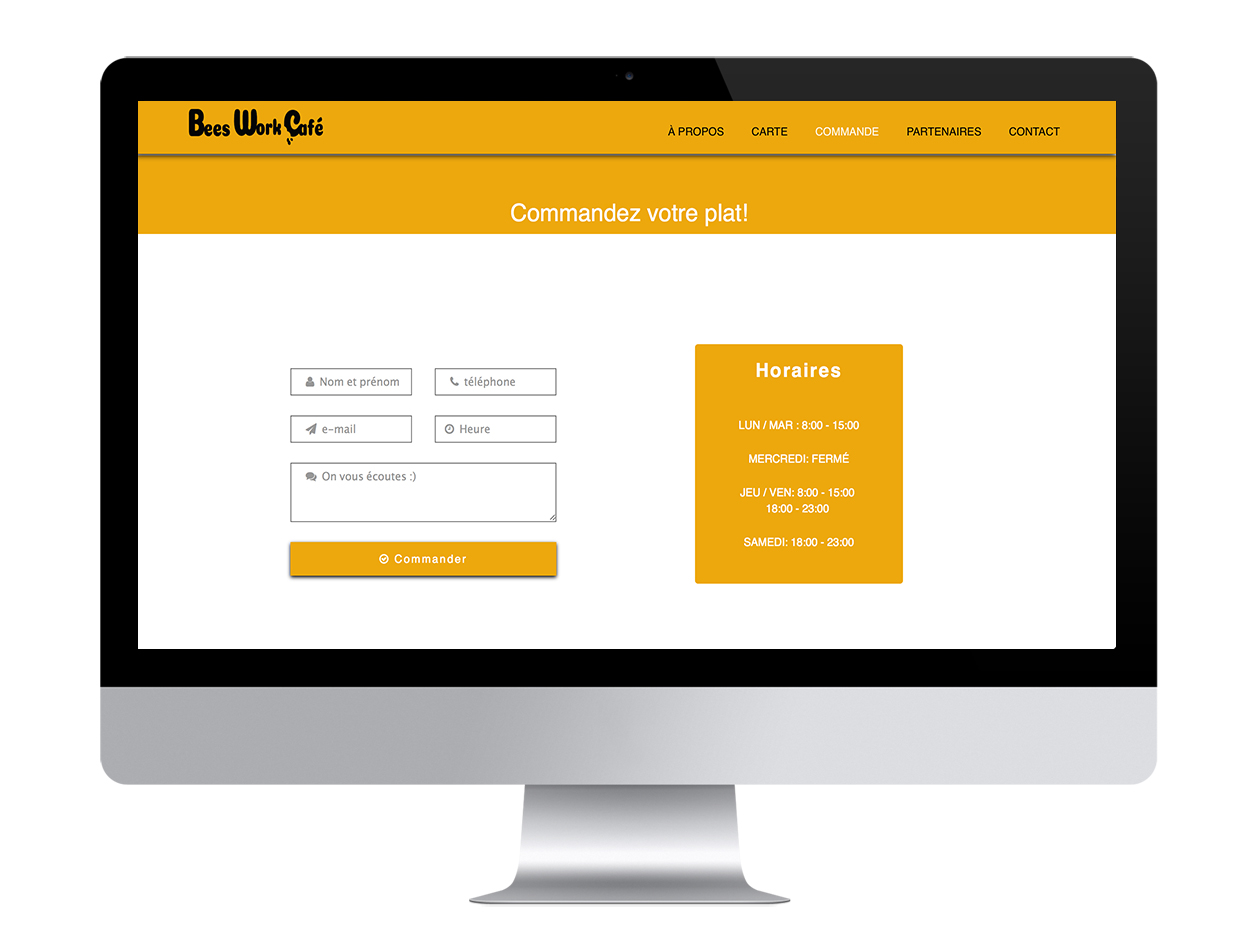 Bees Work Café
À PROPOS CARTE COMMANDE PARTENAIRES CONTACT
Commandez votre plat!
Nom et prénom
téléphone
e-mail
Heure
On vous écoutes :)
Commander
Horaires
LUN / MAR : 8:00 - 15:00
MERCREDI: FERMÉ
JEU / VEN: 8:00 - 15:00
18:00 - 23:00
SAMEDI: 18:00 - 23:00